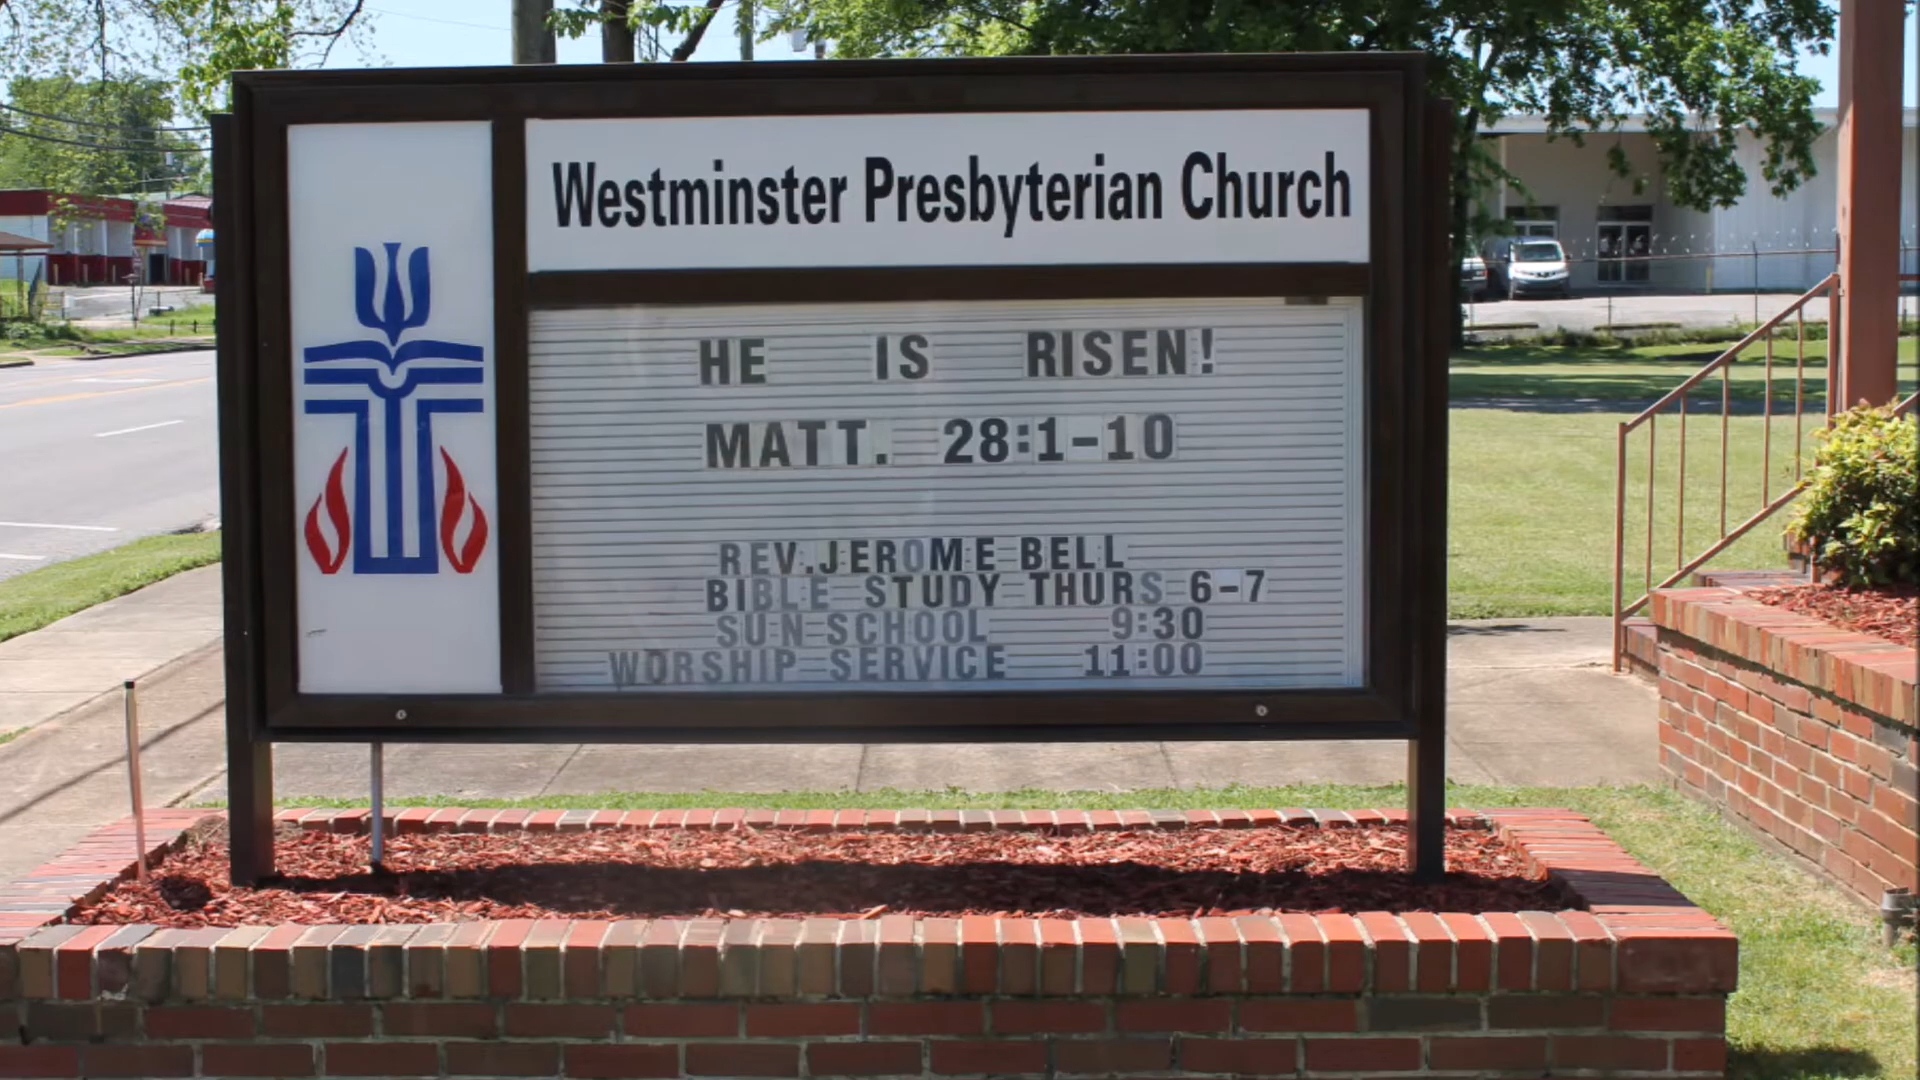 Westminster Presbyterian Church
HE IS RISEN!
MATT. 28:1-10
REV.JEROME BELL
BIBLE STUDY THURS 6-7
SUN SCHOOL 9:30
WORSHIP SERVICE 11:00